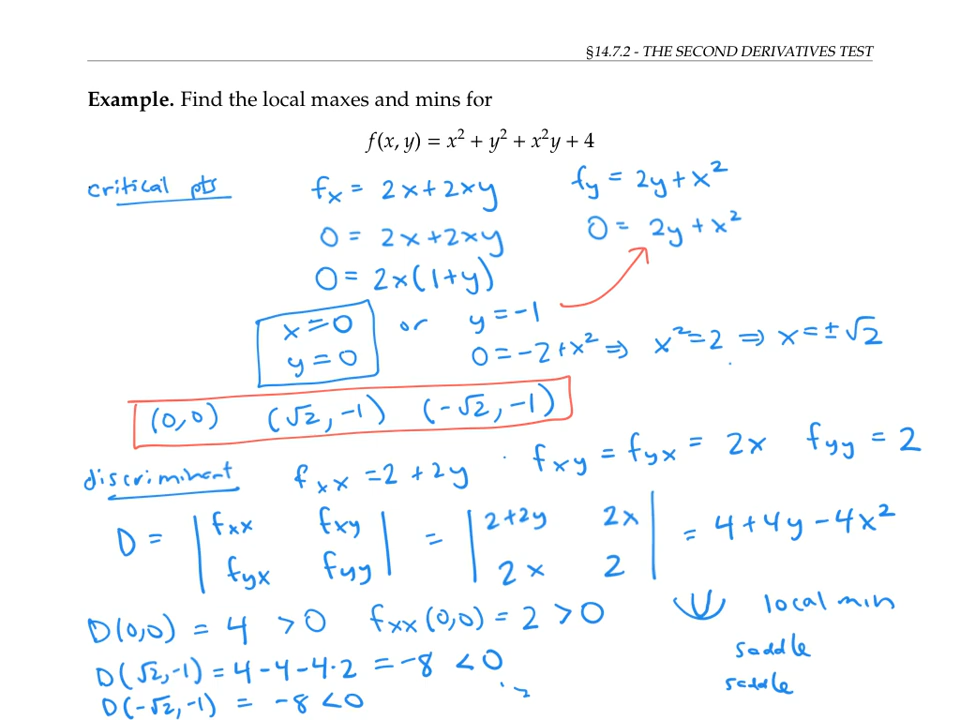 §14.7.2 - THE SECOND DERIVATIVES TEST
Example. Find the local maxes and mins for
f(x, y) = x² + y² + x²y + 4
critical pts fx = 2x + 2xy fy = 2y + x²
0 = 2x + 2xy 0 = 2y + x²
0 = 2x(1+y)
x = 0 or y = -1
y = 0 0 = -2 + x² ⇒ x² = 2 ⇒ x = ±√2
(0,0) (√2, -1) (-√2, -1)
discriminent fxx = 2 + 2y fxy = fyx = 2x fyy = 2
D = | fxx fxy | = | 2+2y 2x | = 4 + 4y - 4x²
| fyx fyy | | 2x 2 |
D(0,0) = 4 > 0 fxx(0,0) = 2 > 0 local min
D(√2, -1) = 4 - 4 - 4·2 = -8 < 0 saddle
D(-√2, -1) = -8 < 0 saddle